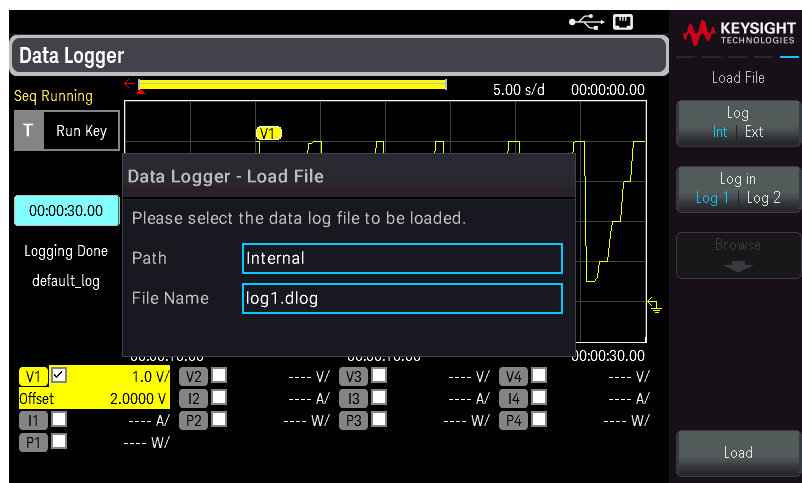 KEYSIGHT
TECHNOLOGIES
Data Logger
Load File
Seq Running
5.00 s/d
00:00:00.00
Log
Int Ext
T Run Key
V1
Data Logger - Load File
Log in
Log 1 Log 2
00:00:30.00
Please select the data log file to be loaded.
Logging Done
Path Internal
Browse
default_log
File Name log1.dlog
00:00:30.00
V1 1.0 V/ V2 ---- V/ V3 ---- V/ V4 ---- V/
Offset 2.0000 V I2 ---- A/ I3 ---- A/ I4 ---- A/
I1 ---- A/ P2 ---- W/ P3 ---- W/ P4 ---- W/
P1 ---- W/
Load